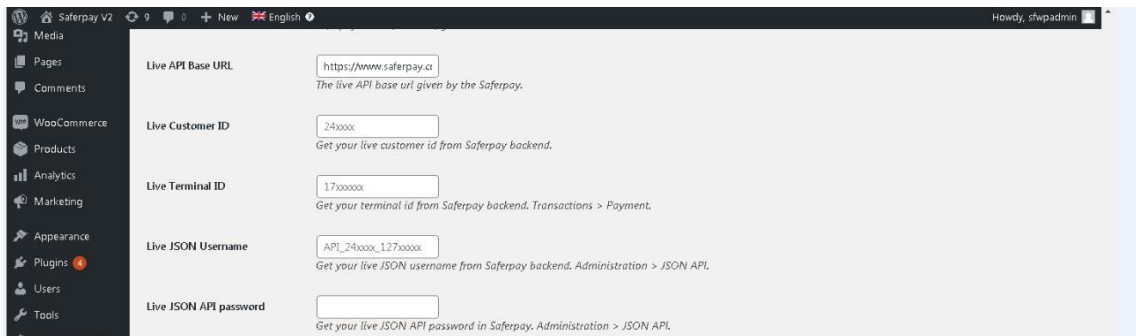 Saferpay V2 9 0 + New English Howdy, sfwpadmin
Media
Pages
Comments
WooCommerce
Products
Analytics
Marketing
Appearance
Plugins 4
Users
Tools
Live API Base URL https://www.saferpay.co
The live API base url given by the Saferpay.
Live Customer ID 24xxxx
Get your live customer id from Saferpay backend.
Live Terminal ID 17xxxxxx
Get your terminal id from Saferpay backend. Transactions > Payment.
Live JSON Username API_24xxxx_127xxxxx
Get your live JSON username from Saferpay backend. Administration > JSON API.
Live JSON API password
Get your live JSON API password in Saferpay. Administration > JSON API.